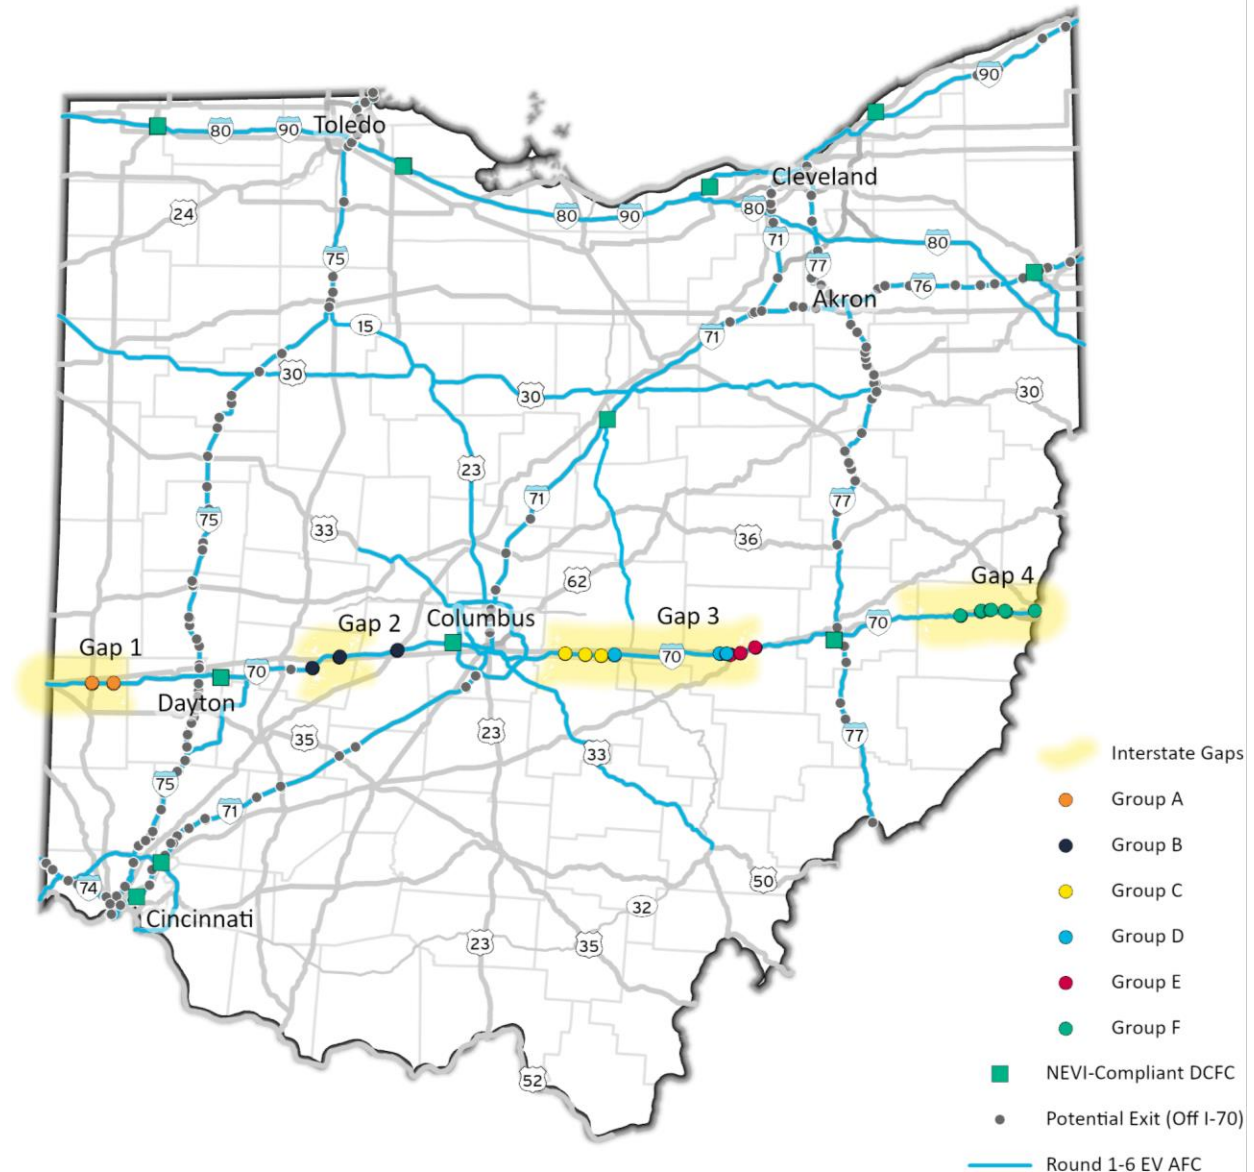 90
Toledo
80
90
Cleveland
24
80
90
80
71
80
75
77
76
Akron
15
71
30
30
30
23
71
77
75
33
36
62
Gap 4
Gap 3
Gap 2
Columbus
70
Gap 1
70
70
Dayton
35
23
33
77
75
71
74
50
32
Cincinnati
23
35
52
Interstate Gaps
Group A
Group B
Group C
Group D
Group E
Group F
NEVI-Compliant DCFC
Potential Exit (Off I-70)
Round 1-6 EV AFC